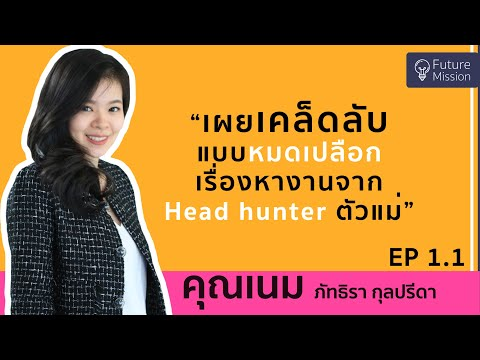 Future
Mission
“เผยเคล็ดลับ
แบบหมดเปลือก
เรื่องหางานจาก
Head hunter ตัวแม่”
EP 1.1
คุณเนม ภัทธิรา กุลปรีดา